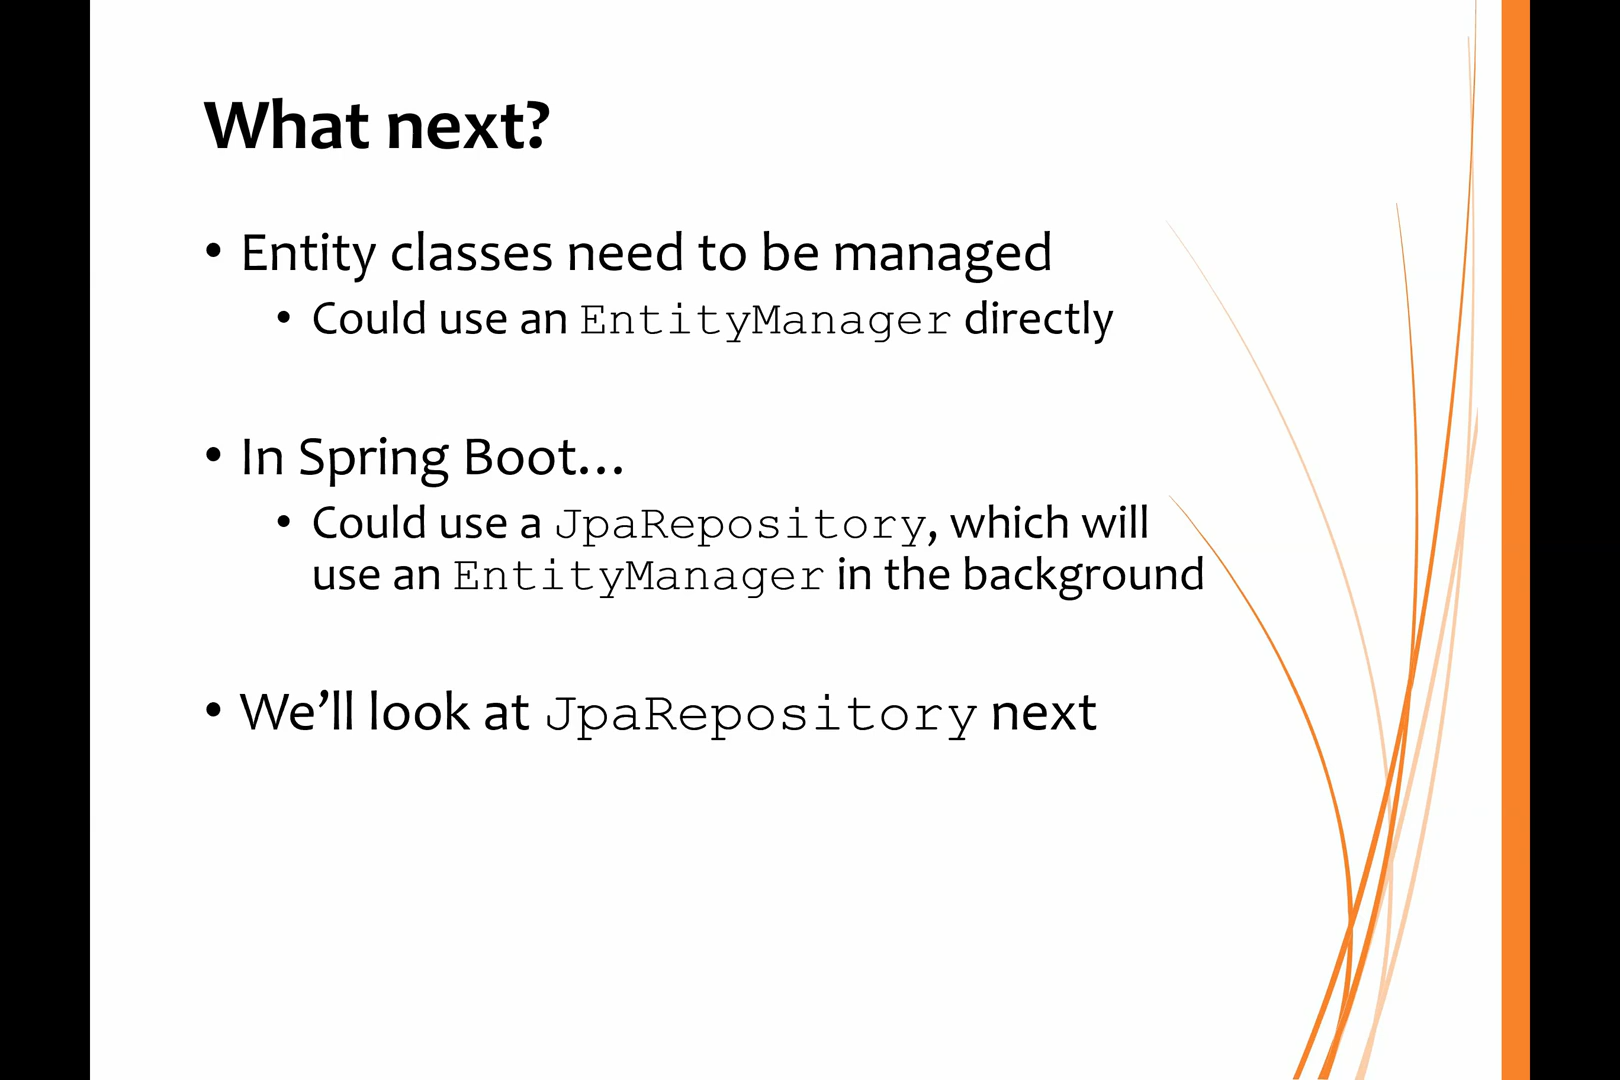 What next?
• Entity classes need to be managed
• Could use an EntityManager directly
• In Spring Boot...
• Could use a JpaRepository, which will
use an EntityManager in the background
• We’ll look at JpaRepository next